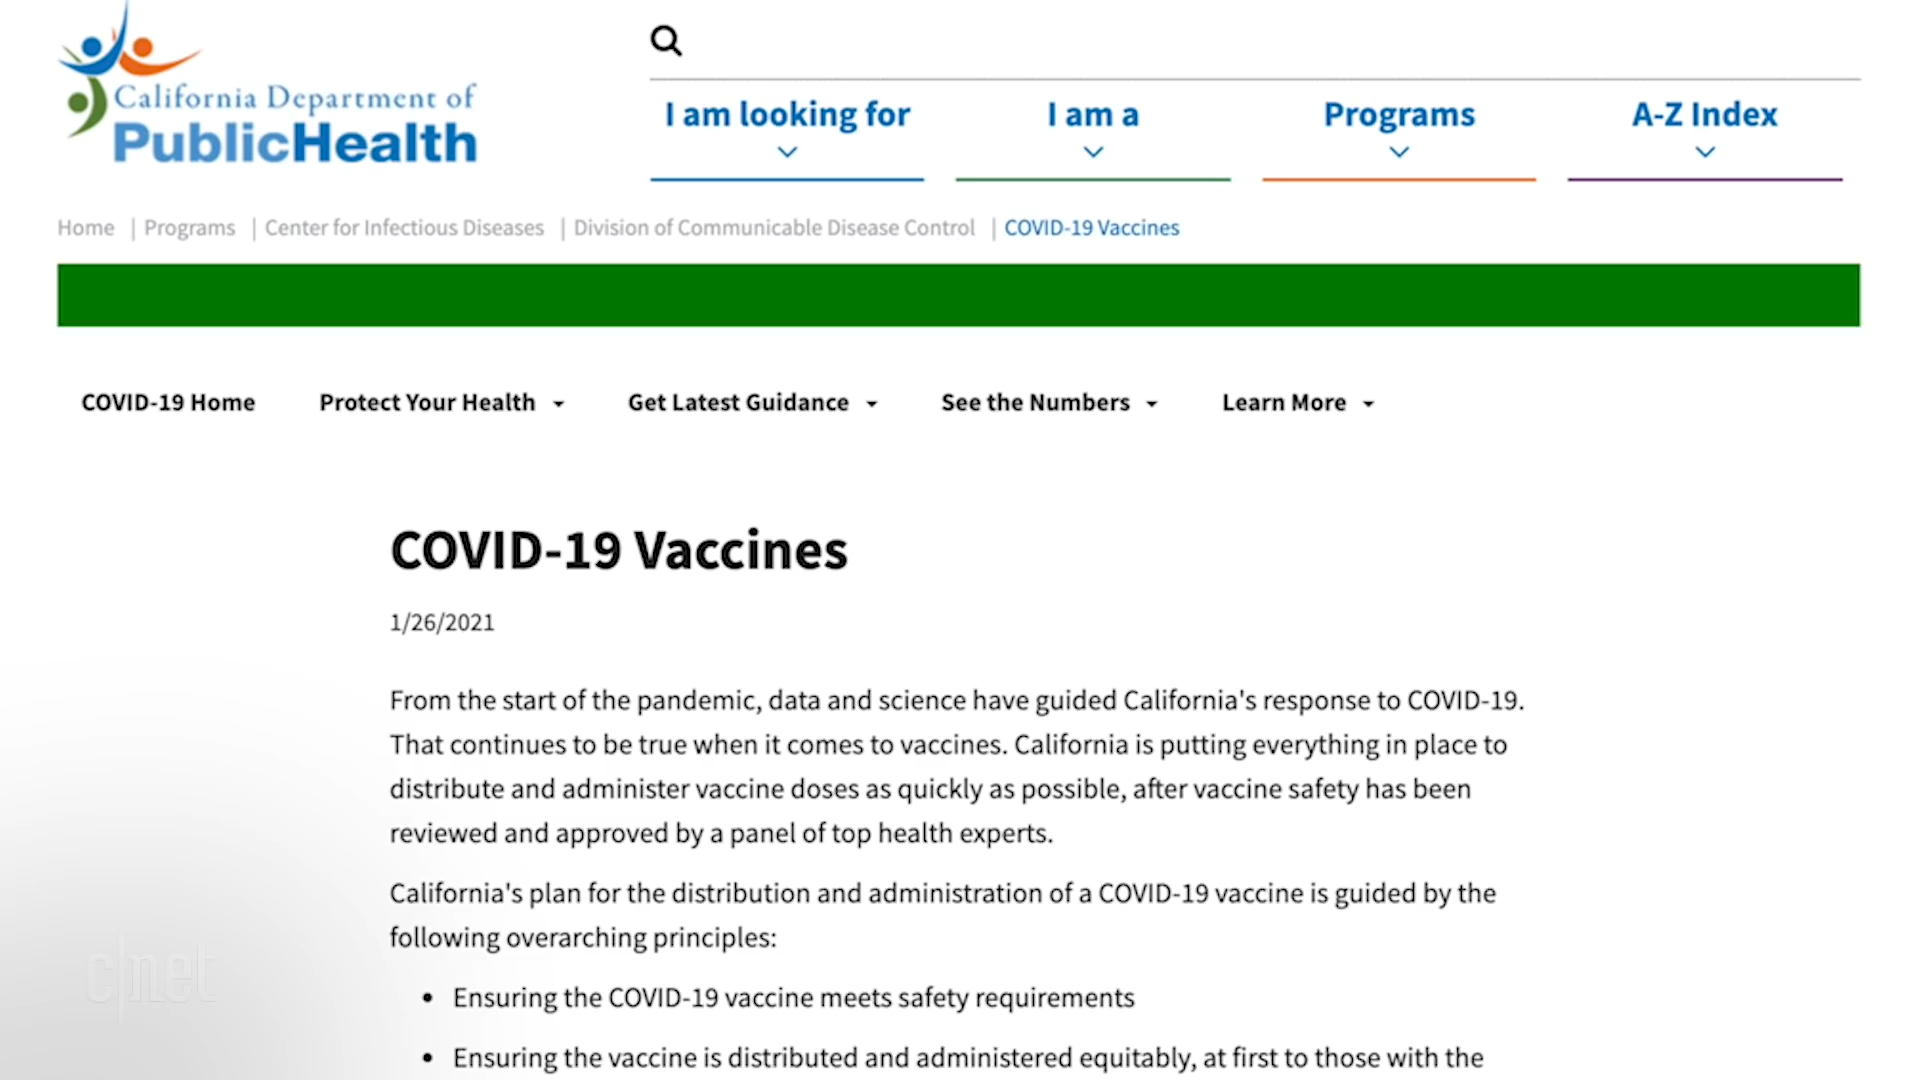 California Department of
PublicHealth
I am looking for
I am a
Programs
A-Z Index
Home | Programs | Center for Infectious Diseases | Division of Communicable Disease Control | COVID-19 Vaccines
COVID-19 Home
Protect Your Health
Get Latest Guidance
See the Numbers
Learn More
COVID-19 Vaccines
1/26/2021
From the start of the pandemic, data and science have guided California's response to COVID-19.
That continues to be true when it comes to vaccines. California is putting everything in place to
distribute and administer vaccine doses as quickly as possible, after vaccine safety has been
reviewed and approved by a panel of top health experts.
California's plan for the distribution and administration of a COVID-19 vaccine is guided by the
following overarching principles:
• Ensuring the COVID-19 vaccine meets safety requirements
• Ensuring the vaccine is distributed and administered equitably, at first to those with the
c|net